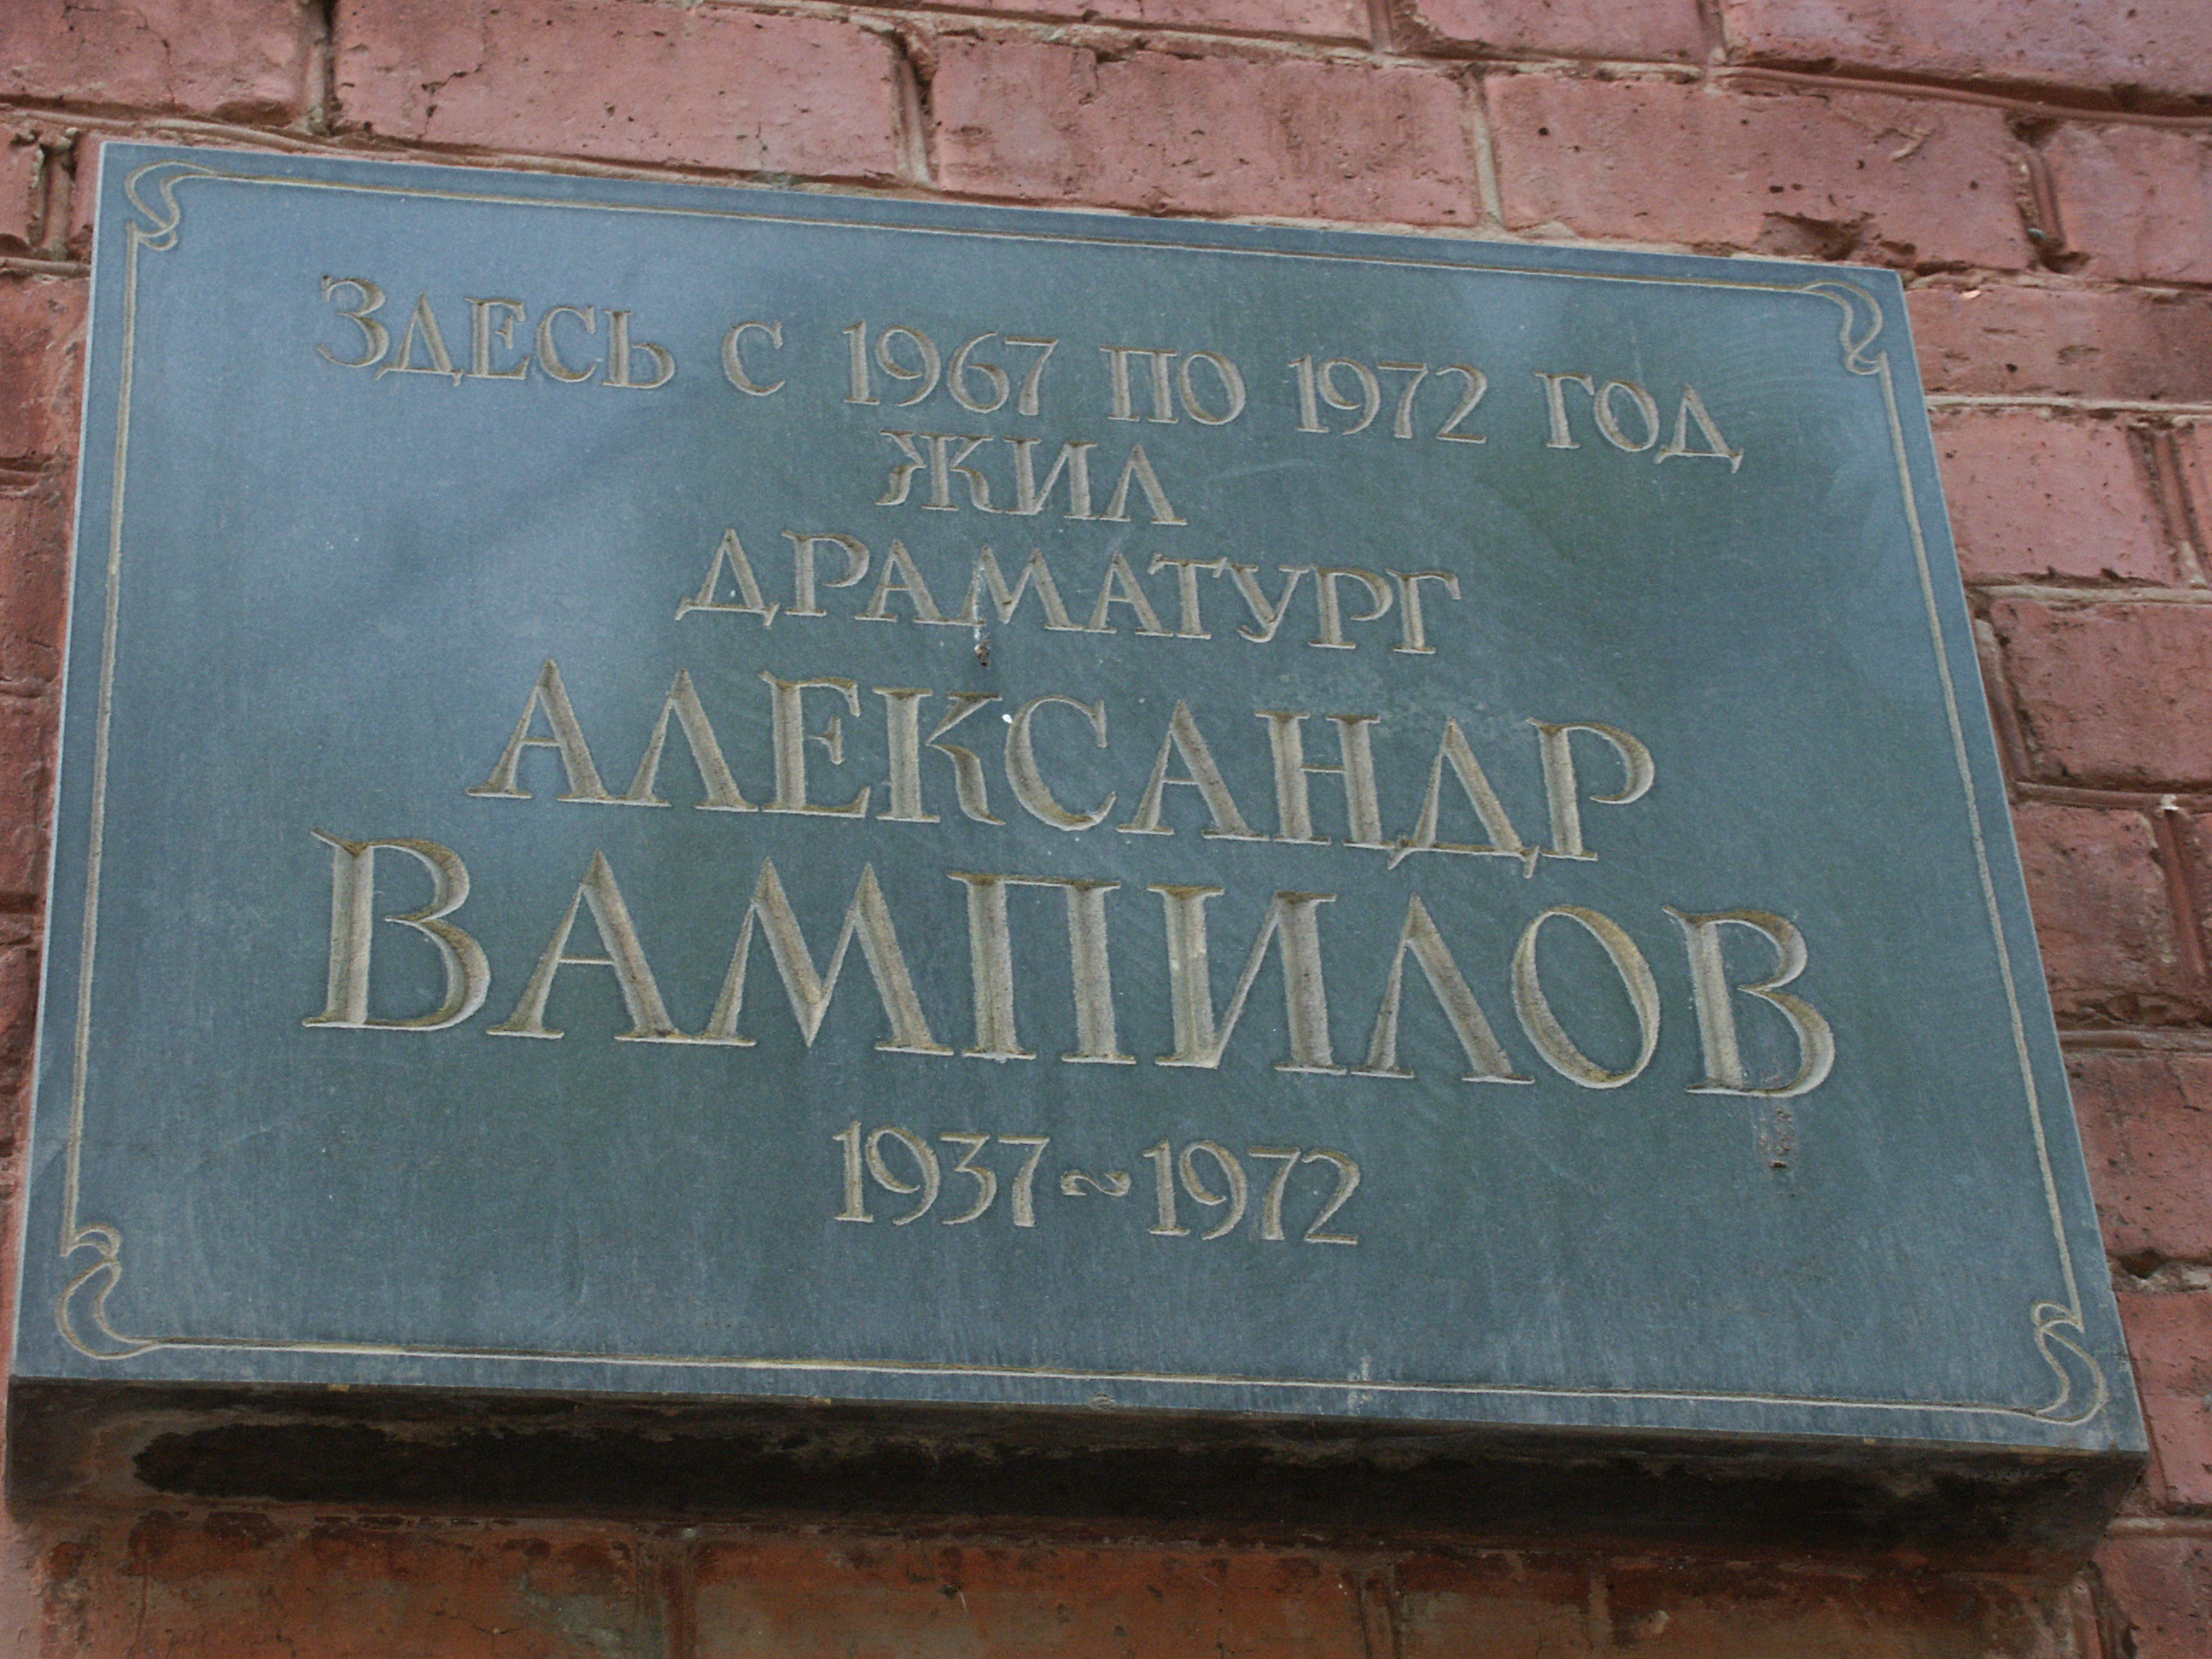 ЗДЕСЬ С 1967 ПО 1972 ГОД
ЖИЛ
ДРАМАТУРГ
АЛЕКСАНДР
ВАМПИЛОВ
1937~1972